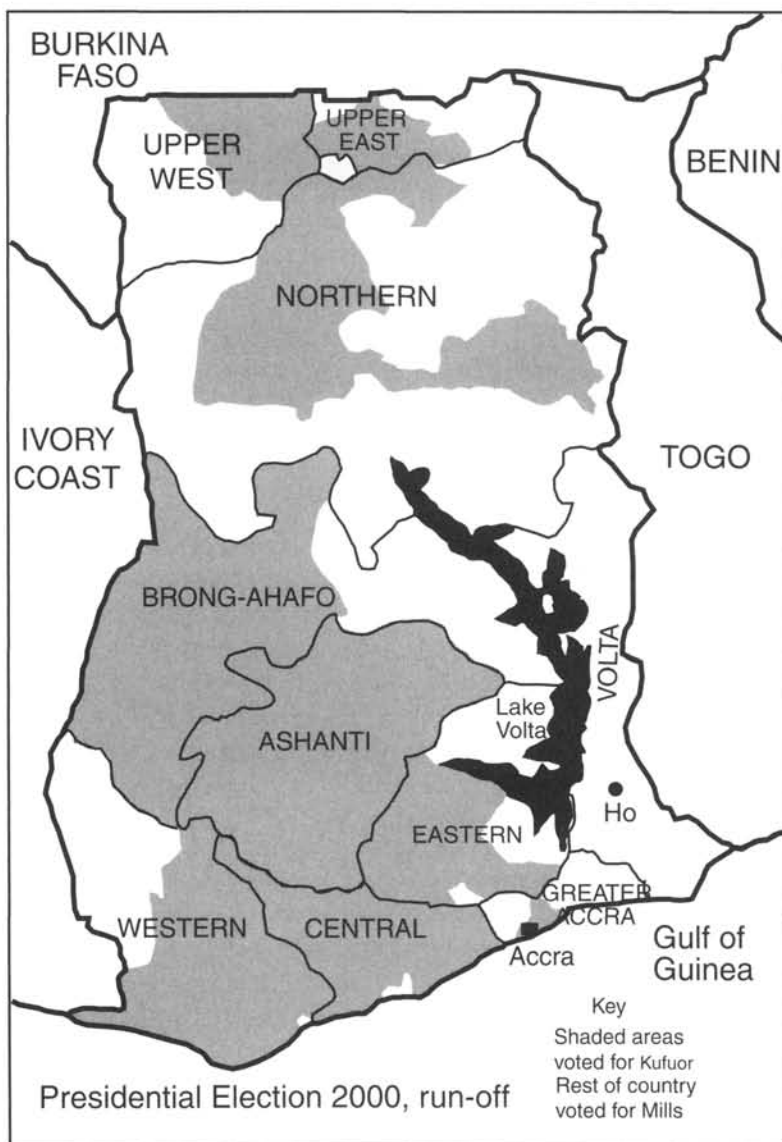 BURKINA
FASO
UPPER
EAST
UPPER
WEST
BENIN
NORTHERN
IVORY
COAST
TOGO
BRONG-AHAFO
VOLTA
Lake
Volta
ASHANTI
Ho
EASTERN
GREATER
ACCRA
WESTERN
CENTRAL
Accra
Gulf of
Guinea
Key
Shaded areas
voted for Kufuor
Rest of country
voted for Mills
Presidential Election 2000, run-off